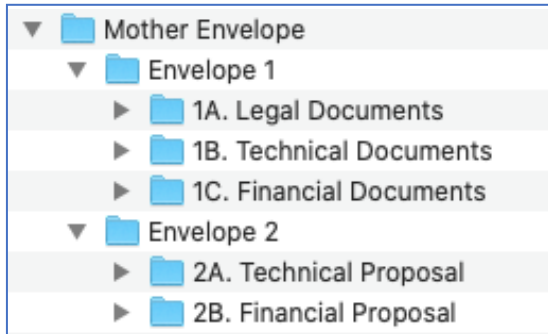 Mother Envelope
Envelope 1
1A. Legal Documents
1B. Technical Documents
1C. Financial Documents
Envelope 2
2A. Technical Proposal
2B. Financial Proposal